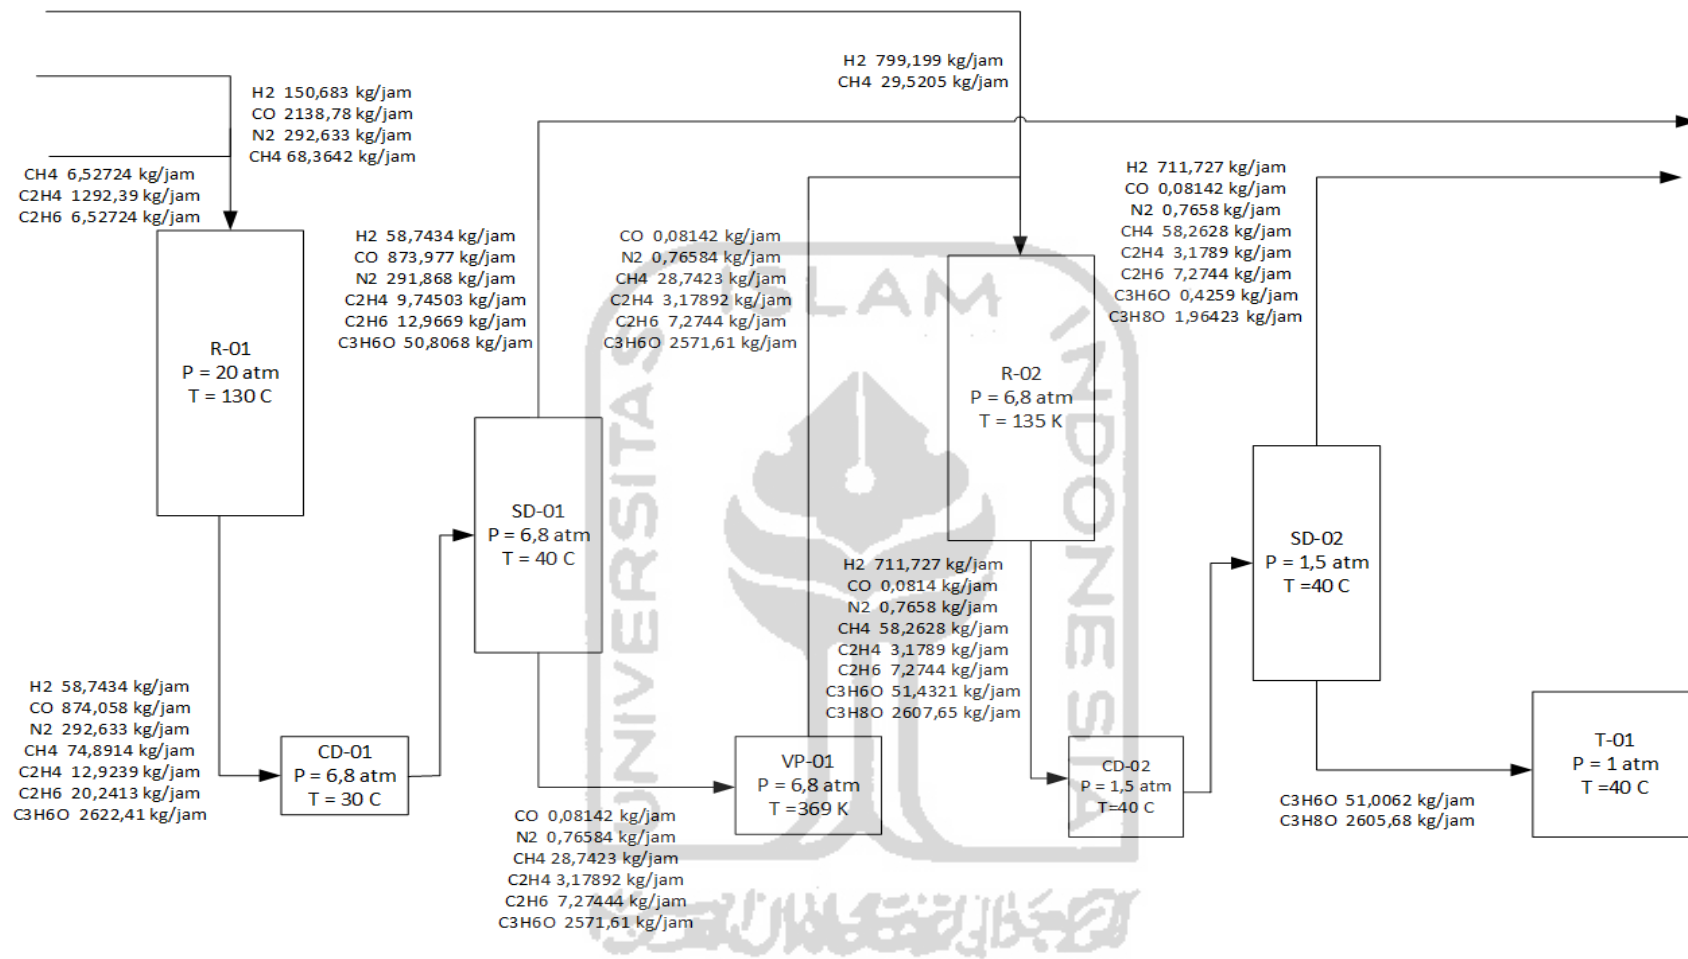 H2 799,199 kg/jam
CH4 29,5205 kg/jam
H2 150,683 kg/jam
CO 2138,78 kg/jam
N2 292,633 kg/jam
CH4 68,3642 kg/jam
CH4 6,52724 kg/jam
C2H4 1292,39 kg/jam
C2H6 6,52724 kg/jam
H2 711,727 kg/jam
CO 0,08142 kg/jam
N2 0,7658 kg/jam
CH4 58,2628 kg/jam
C2H4 3,1789 kg/jam
C2H6 7,2744 kg/jam
C3H6O 0,4259 kg/jam
C3H8O 1,96423 kg/jam
H2 58,7434 kg/jam
CO 873,977 kg/jam
N2 291,868 kg/jam
C2H4 9,74503 kg/jam
C2H6 12,9669 kg/jam
C3H6O 50,8068 kg/jam
CO 0,08142 kg/jam
N2 0,76584 kg/jam
CH4 28,7423 kg/jam
C2H4 3,17892 kg/jam
C2H6 7,2744 kg/jam
C3H6O 2571,61 kg/jam
R-01
P = 20 atm
T = 130 C
R-02
P = 6,8 atm
T = 135 K
SD-01
P = 6,8 atm
T = 40 C
SD-02
P = 1,5 atm
T =40 C
H2 711,727 kg/jam
CO 0,0814 kg/jam
N2 0,7658 kg/jam
CH4 58,2628 kg/jam
C2H4 3,1789 kg/jam
C2H6 7,2744 kg/jam
C3H6O 51,4321 kg/jam
C3H8O 2607,65 kg/jam
H2 58,7434 kg/jam
CO 874,058 kg/jam
N2 292,633 kg/jam
CH4 74,8914 kg/jam
C2H4 12,9239 kg/jam
C2H6 20,2413 kg/jam
C3H6O 2622,41 kg/jam
CD-01
P = 6,8 atm
T = 30 C
VP-01
P = 6,8 atm
T =369 K
CD-02
P = 1,5 atm
T=40 C
T-01
P = 1 atm
T =40 C
C3H6O 51,0062 kg/jam
C3H8O 2605,68 kg/jam
CO 0,08142 kg/jam
N2 0,76584 kg/jam
CH4 28,7423 kg/jam
C2H4 3,17892 kg/jam
C2H6 7,27444 kg/jam
C3H6O 2571,61 kg/jam
UNIVERSITAS
ISLAM
INDONESIA